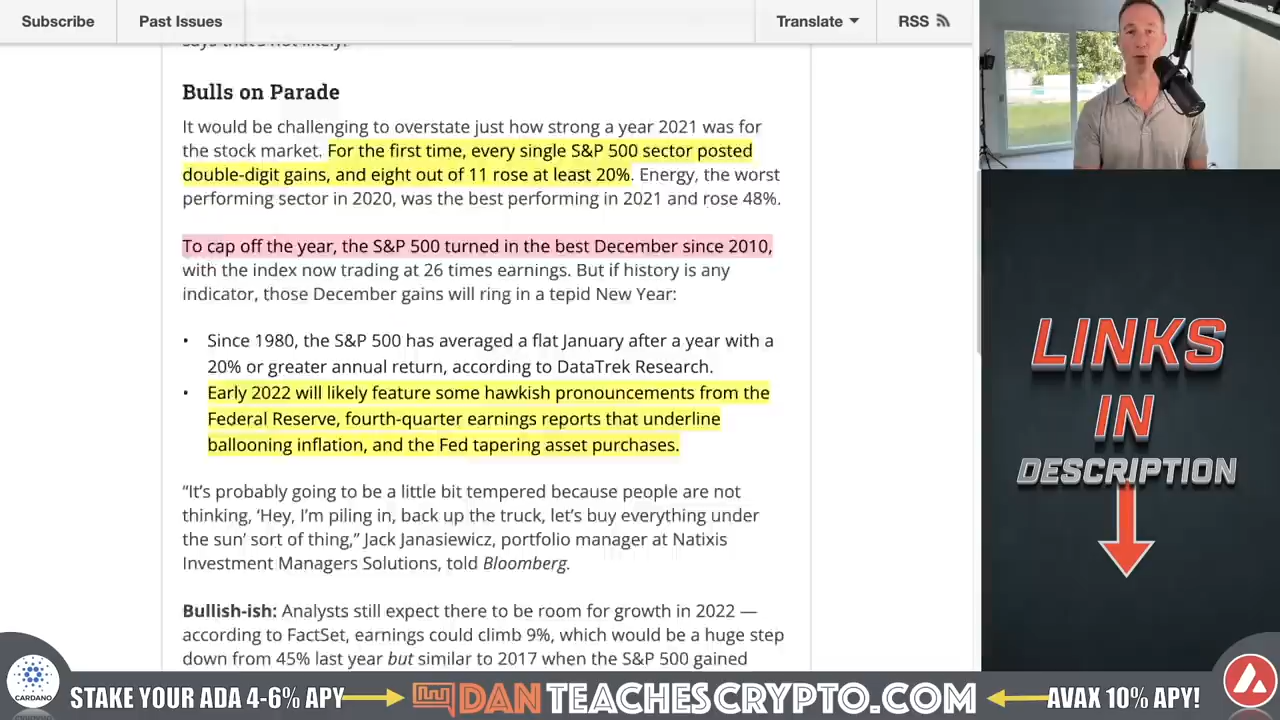 Subscribe
Past Issues
Translate
RSS
says that's not likely.
Bulls on Parade
It would be challenging to overstate just how strong a year 2021 was for
the stock market. For the first time, every single S&P 500 sector posted
double-digit gains, and eight out of 11 rose at least 20%. Energy, the worst
performing sector in 2020, was the best performing in 2021 and rose 48%.
To cap off the year, the S&P 500 turned in the best December since 2010,
with the index now trading at 26 times earnings. But if history is any
indicator, those December gains will ring in a tepid New Year:
• Since 1980, the S&P 500 has averaged a flat January after a year with a
20% or greater annual return, according to DataTrek Research.
• Early 2022 will likely feature some hawkish pronouncements from the
Federal Reserve, fourth-quarter earnings reports that underline
ballooning inflation, and the Fed tapering asset purchases.
“It’s probably going to be a little bit tempered because people are not
thinking, ‘Hey, I’m piling in, back up the truck, let’s buy everything under
the sun’ sort of thing,” Jack Janasiewicz, portfolio manager at Natixis
Investment Managers Solutions, told Bloomberg.
Bullish-ish: Analysts still expect there to be room for growth in 2022 —
according to FactSet, earnings could climb 9%, which would be a huge step
down from 45% last year but similar to 2017 when the S&P 500 gained
LINKS
IN
DESCRIPTION
CARDANO
STAKE YOUR ADA 4-6% APY
DANTEACHESCRYPTO.COM
AVAX 10% APY!